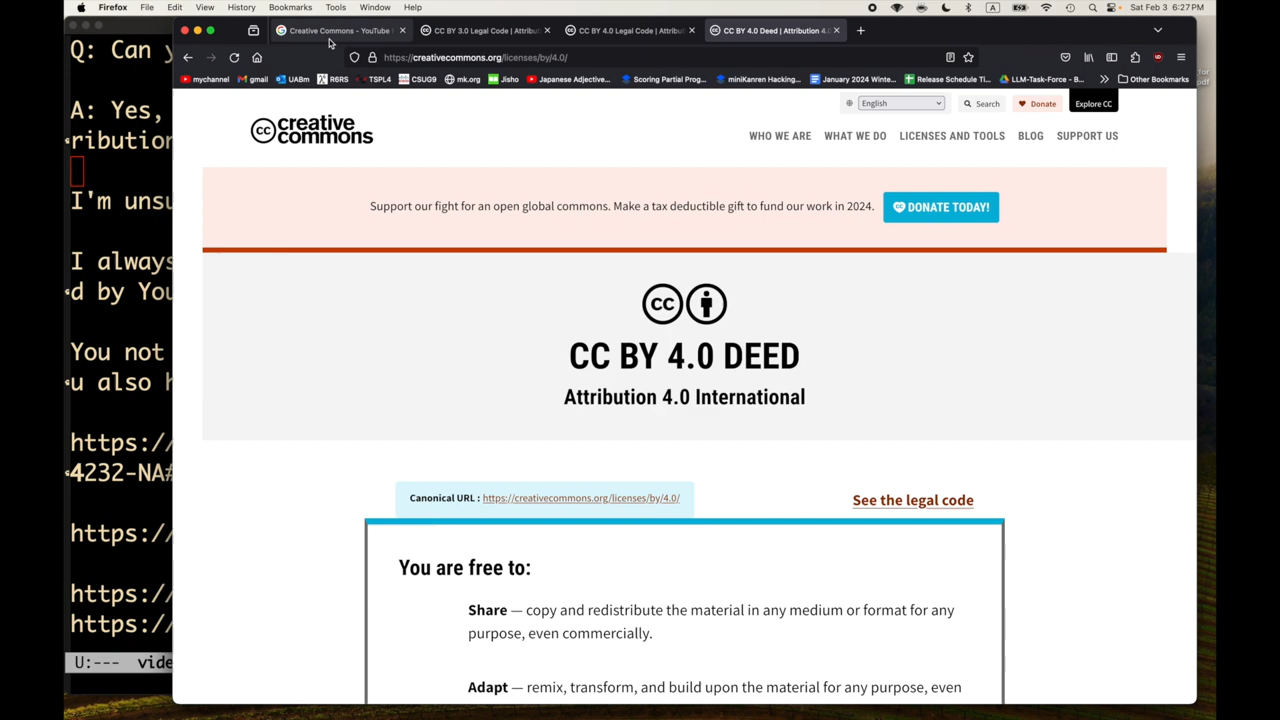 Firefox File Edit View History Bookmarks Tools Window Help A Sat Feb 3 6:27 PM
Creative Commons - YouTube CC BY 3.0 Legal Code | Attribut CC BY 4.0 Legal Code | Attribut CC BY 4.0 Deed | Attribution 4.
https://creativecommons.org/licenses/by/4.0/
mychannel gmail UABm R6RS TSPL4 CSUG9 mk.org Jisho Japanese Adjective... Scoring Partial Prog... miniKanren Hacking... January 2024 Winte... Release Schedule Ti... LLM-Task-Force - B... Other Bookmarks
English Search Donate Explore CC
cc creative commons
WHO WE ARE WHAT WE DO LICENSES AND TOOLS BLOG SUPPORT US
Support our fight for an open global commons. Make a tax deductible gift to fund our work in 2024. DONATE TODAY!
cc
CC BY 4.0 DEED
Attribution 4.0 International
Canonical URL : https://creativecommons.org/licenses/by/4.0/ See the legal code
You are free to:
Share — copy and redistribute the material in any medium or format for any
purpose, even commercially.
Adapt — remix, transform, and build upon the material for any purpose, even
Q: Can y
A: Yes,
ribution
I'm unsu
I always
d by You
You not
u also h
https://
4232-NA#
https://
https://
https://
U:--- vide
for
pdf